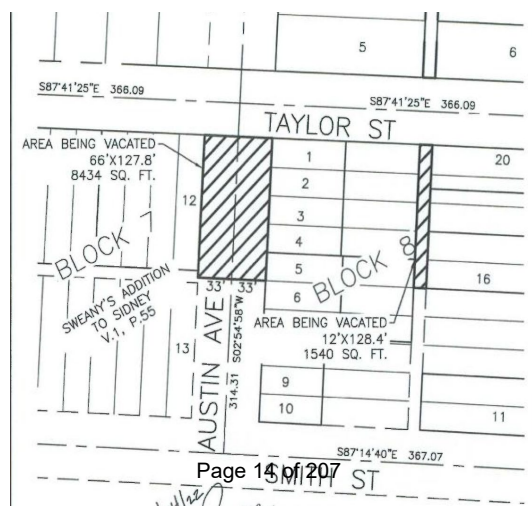 5
6
S87°41'25"E 366.09
S87°41'25"E 366.09
TAYLOR ST
AREA BEING VACATED
66'X127.8'
8434 SQ. FT.
12
1
2
3
4
5
6
20
16
BLOCK 7
BLOCK 8
33' 33'
SWEANY'S ADDITION
TO SIDNEY
V.1, P.55
AREA BEING VACATED
12'X128.4'
1540 SQ. FT.
13
AUSTIN AVE
314.31 S02°54'58"W
9
10
11
S87°14'40"E 367.07
Page 14 of 207
SMITH ST